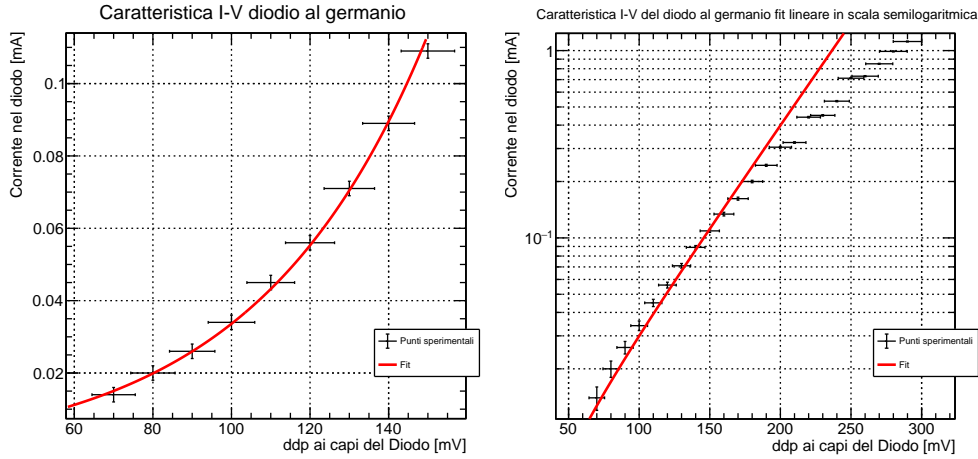 Caratteristica I-V diodio al germanio
Corrente nel diodo [mA]
0.1
0.08
0.06
0.04
0.02
60 80 100 120 140
ddp ai capi del Diodo [mV]
Punti sperimentali
Fit
Caratteristica I-V del diodo al germanio fit lineare in scala semilogaritmica
Corrente nel diodo [mA]
1
10⁻¹
50 100 150 200 250 300
ddp ai capi del Diodo [mV]
Punti sperimentali
Fit